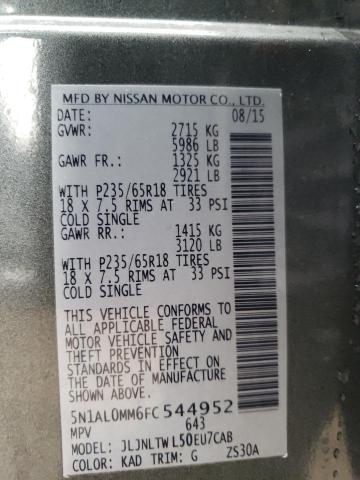 MFD BY NISSAN MOTOR CO., LTD.
DATE: 08/15
GVWR: 2715 KG
5986 LB
GAWR FR.: 1325 KG
2921 LB
WITH P235/65R18 TIRES
18 X 7.5 RIMS AT 33 PSI
COLD SINGLE
GAWR RR.: 1415 KG
3120 LB
WITH P235/65R18 TIRES
18 X 7.5 RIMS AT 33 PSI
COLD SINGLE
THIS VEHICLE CONFORMS TO
ALL APPLICABLE FEDERAL
MOTOR VEHICLE SAFETY AND
THEFT PREVENTION
STANDARDS IN EFFECT ON
THE DATE OF MANUFACTURE
SHOWN ABOVE.
5N1AL0MM6FC544952
MPV 643
MODEL: JLJNLTWL50EU7CAB
COLOR: KAD TRIM: G ZS30A